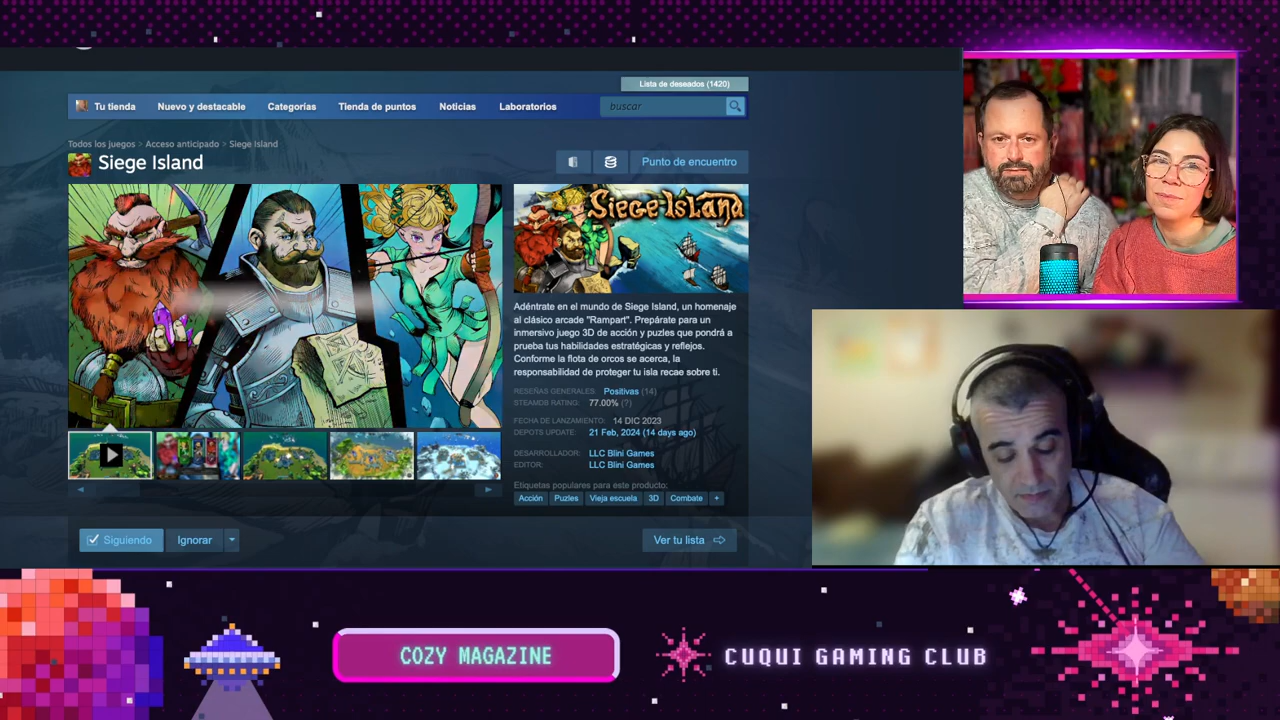 Lista de deseados (1420)
Tu tienda Nuevo y destacable Categorías Tienda de puntos Noticias Laboratorios buscar
Todos los juegos > Acceso anticipado > Siege Island
Siege Island
Punto de encuentro
Siege Island
Adéntrate en el mundo de Siege Island, un homenaje
al clásico arcade "Rampart". Prepárate para un
inmersivo juego 3D de acción y puzles que pondrá a
prueba tus habilidades estratégicas y reflejos.
Conforme la flota de orcos se acerca, la
responsabilidad de proteger tu isla recae sobre ti.
RESEÑAS GENERALES: Positivas (14)
STEAMDB RATING: 77.00% (?)
FECHA DE LANZAMIENTO: 14 DIC 2023
DEPOTS UPDATE: 21 Feb, 2024 (14 days ago)
DESARROLLADOR: LLC Blini Games
EDITOR: LLC Blini Games
Etiquetas populares para este producto:
Acción Puzles Vieja escuela 3D Combate +
Siguiendo Ignorar Ver tu lista
COZY MAGAZINE
CUQUI GAMING CLUB